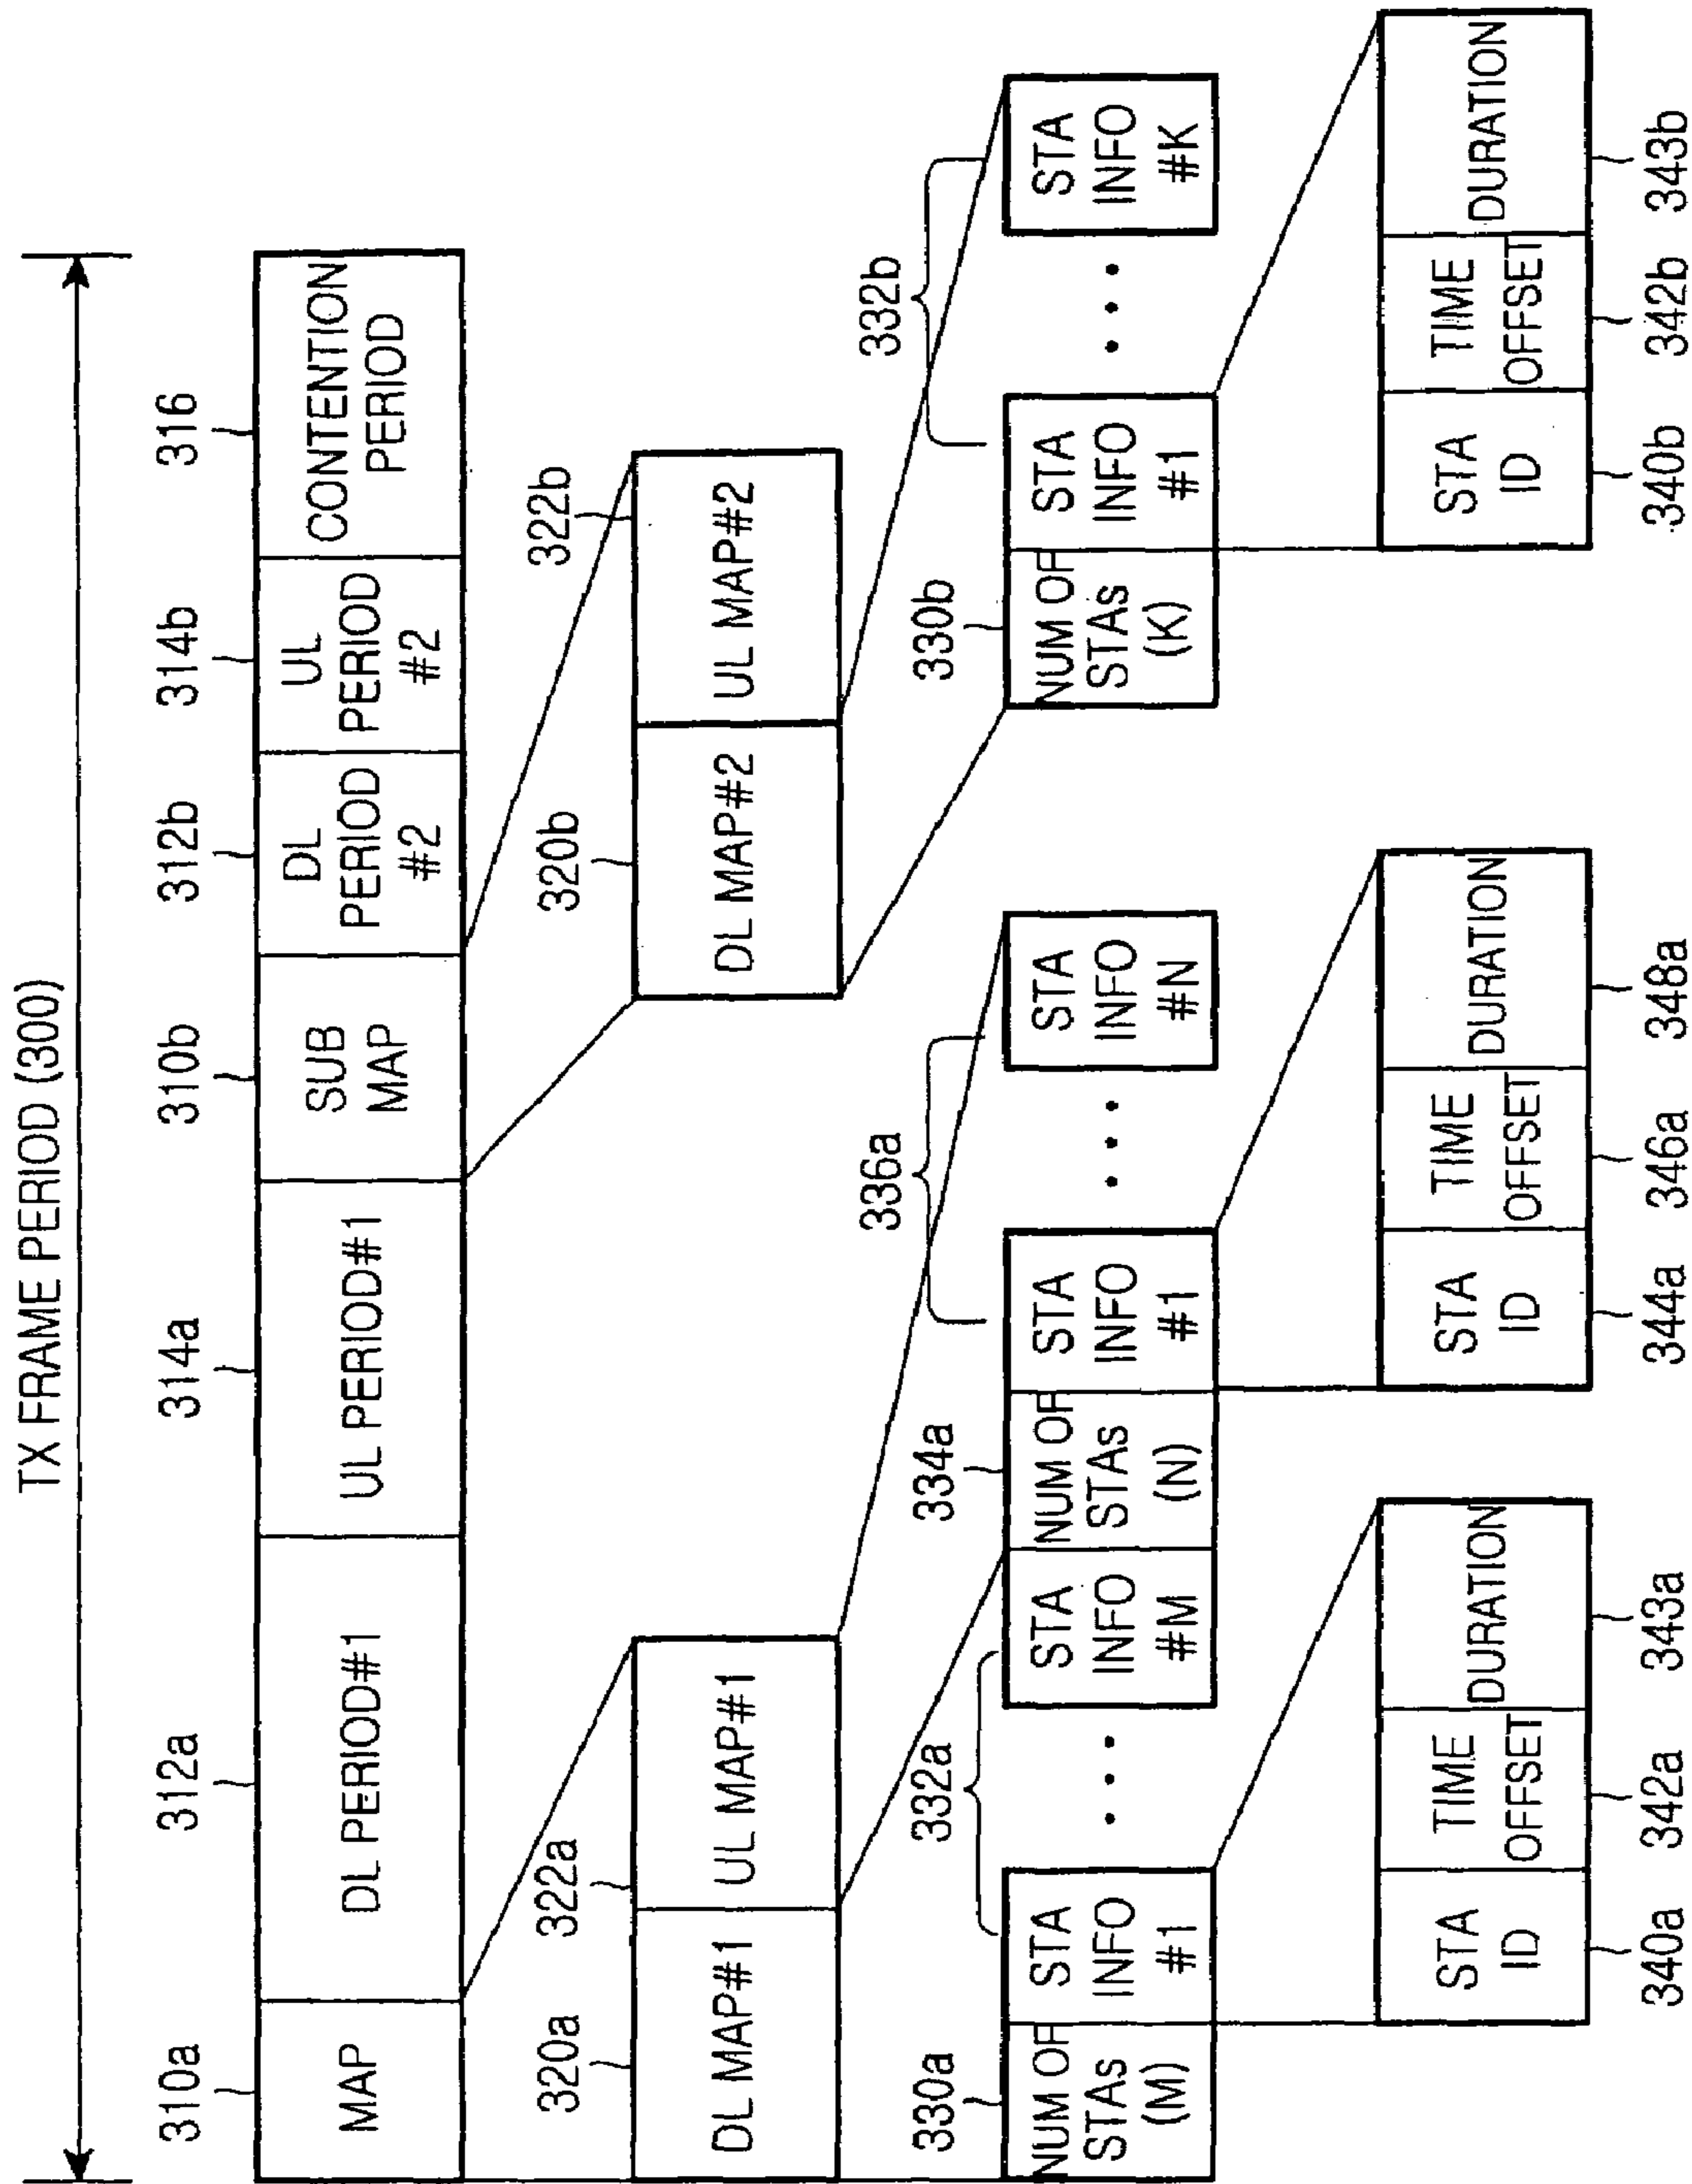 TX FRAME PERIOD (300)
310a
312a
314a
310b
312b
314b
316
MAP
DL PERIOD#1
UL PERIOD#1
SUB
MAP
DL
PERIOD
#2
UL
PERIOD
#2
CONTENTION
PERIOD
320a
322a
320b
322b
DL MAP#1
UL MAP#1
DL MAP#2
UL MAP#2
330a
332a
334a
336a
330b
332b
NUM OF
STAs
(M)
STA
INFO
#1
• • •
STA
INFO
#M
NUM OF
STAs
(N)
STA
INFO
#1
• • •
STA
INFO
#N
NUM OF
STAs
(K)
STA
INFO
#1
• • •
STA
INFO
#K
STA
ID
TIME
OFFSET
DURATION
STA
ID
TIME
OFFSET
DURATION
STA
ID
TIME
OFFSET
DURATION
340a
342a
343a
344a
346a
348a
340b
342b
343b